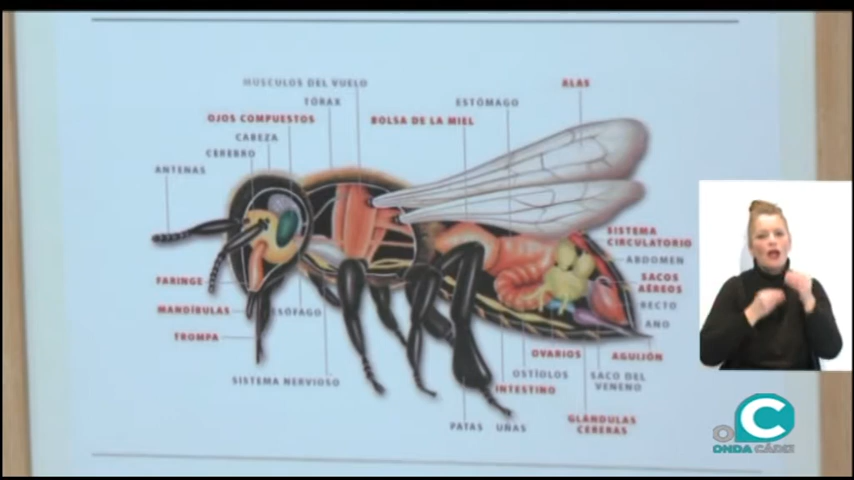 MÚSCULOS DEL VUELO
TÓRAX
OJOS COMPUESTOS
CABEZA
CEREBRO
ANTENAS
BOLSA DE LA MIEL
ESTÓMAGO
ALAS
SISTEMA
CIRCULATORIO
ABDOMEN
SACOS
AÉREOS
RECTO
ANO
FARINGE
MANDÍBULAS
TROMPA
ESÓFAGO
SISTEMA NERVIOSO
OVARIOS
AGUIJÓN
OSTÍOLOS
SACO DEL
VENENO
INTESTINO
GLÁNDULAS
CERERAS
PATAS
UÑAS
ONDA CÁDIZ